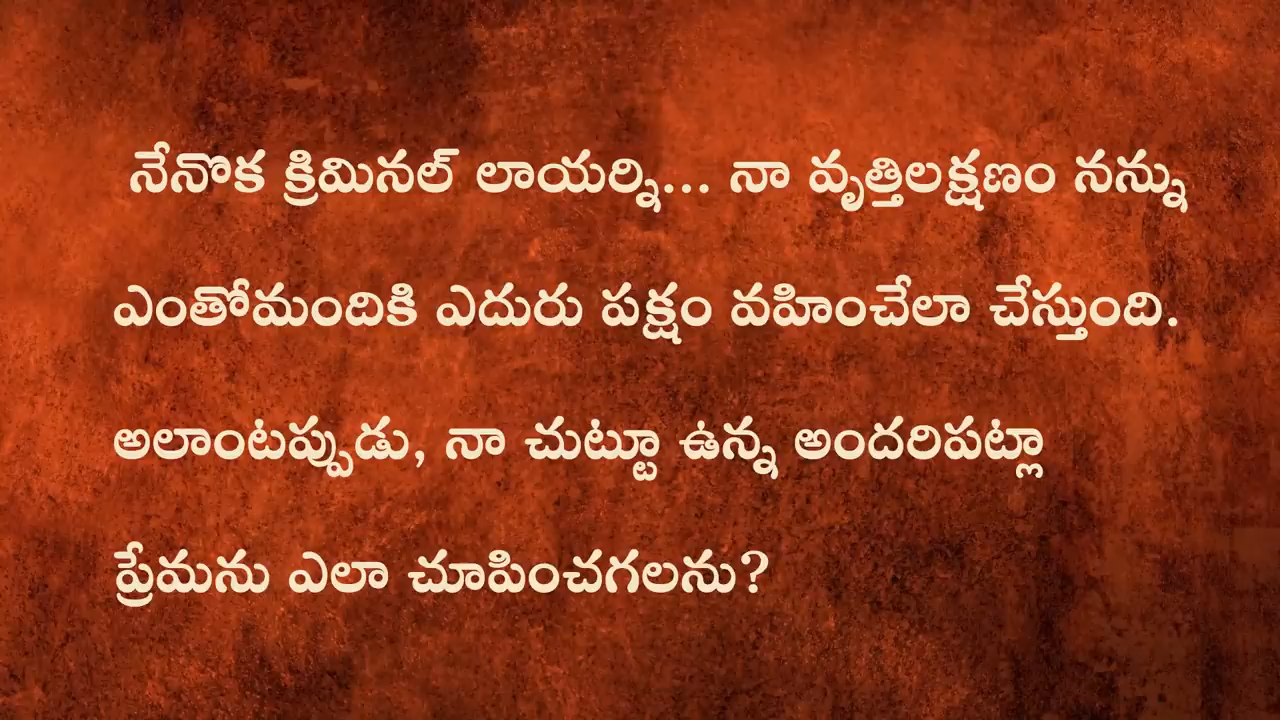 నేనొక క్రిమినల్ లాయర్ని... నా వృత్తిలక్షణం నన్ను
ఎంతోమందికి ఎదురు పక్షం వహించేలా చేస్తుంది.
అలాంటప్పుడు, నా చుట్టూ ఉన్న అందరిపట్లా
ప్రేమను ఎలా చూపించగలను?